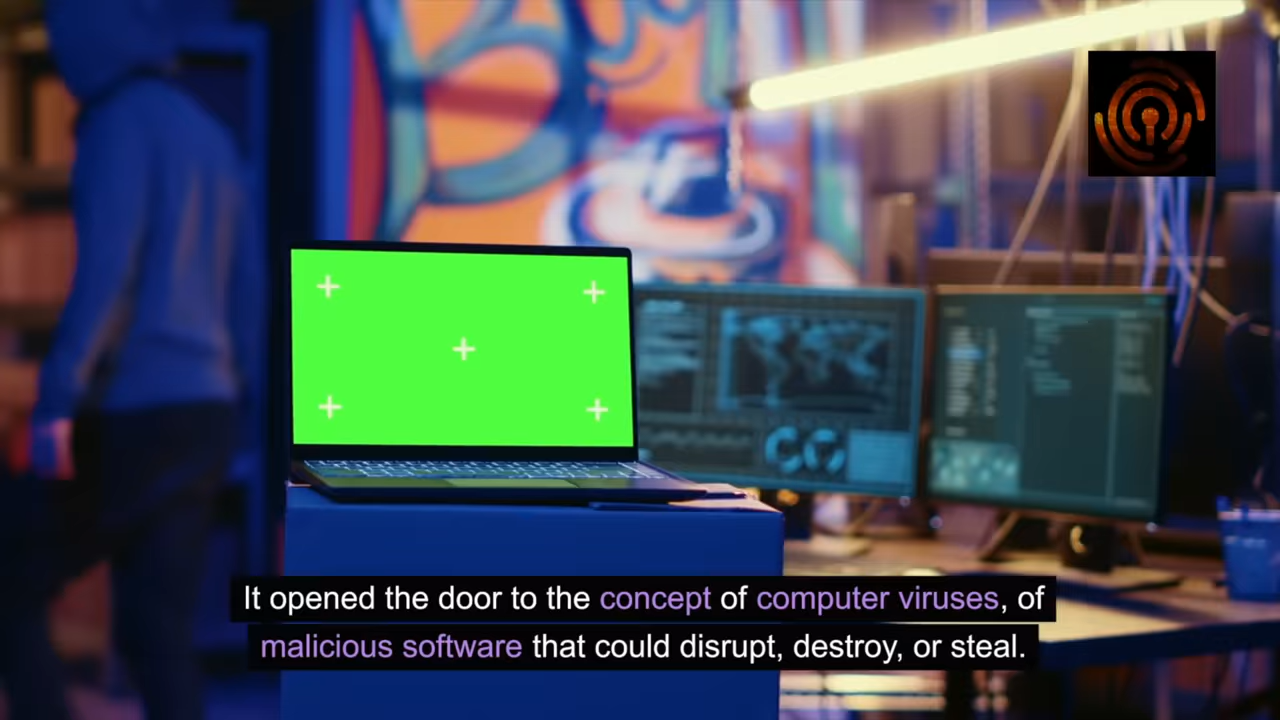 It opened the door to the concept of computer viruses, of
malicious software that could disrupt, destroy, or steal.